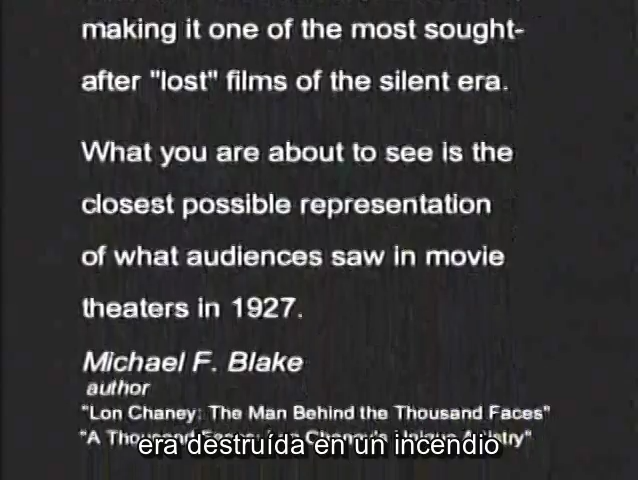 making it one of the most sought-
after "lost" films of the silent era.
What you are about to see is the
closest possible representation
of what audiences saw in movie
theaters in 1927.
Michael F. Blake
author
"Lon Chaney: The Man Behind the Thousand Faces"
"A Thousand Faces: Lon Chaney's Unique Artistry"
era destruída en un incendio